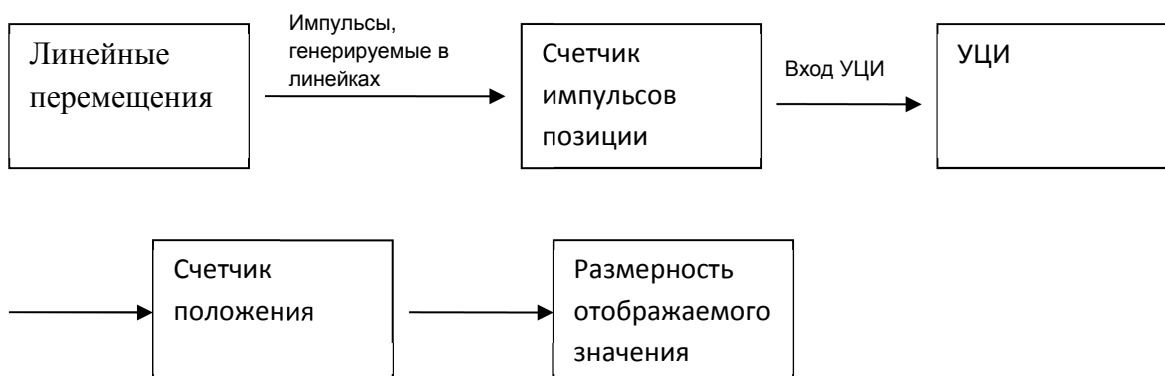 Линейные
перемещения
Импульсы,
генерируемые в
линейках
Счетчик
импульсов
позиции
Вход УЦИ
УЦИ
Счетчик
положения
Размерность
отображаемого
значения